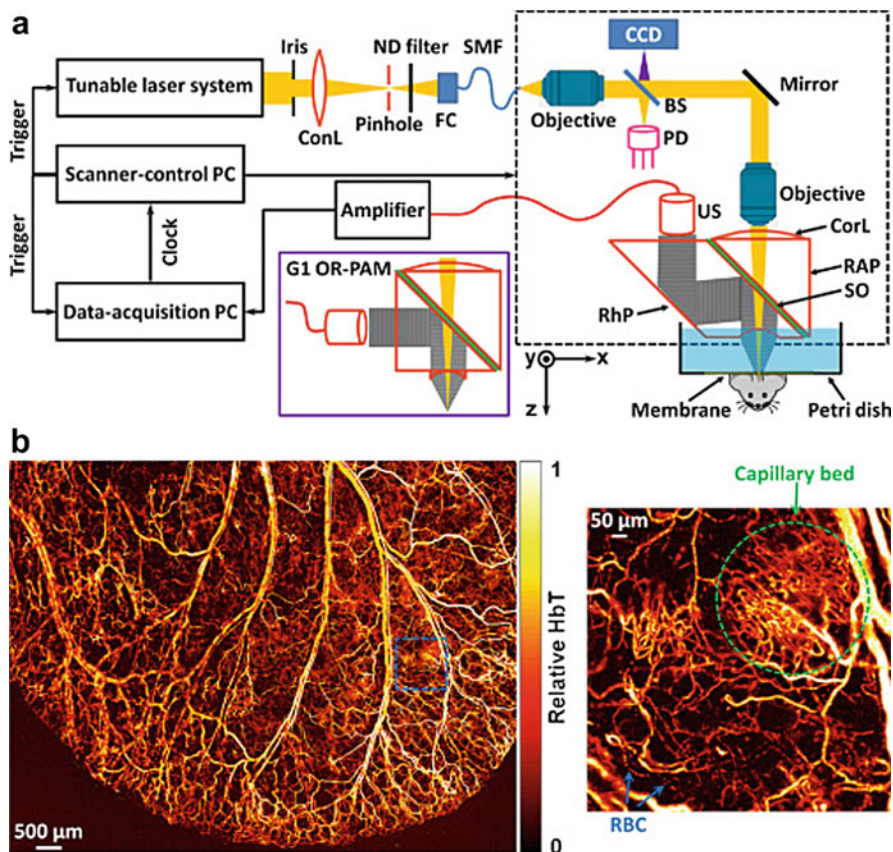 a
Iris
ND filter
SMF
CCD
Tunable laser system
Mirror
BS
ConL
Pinhole
FC
Objective
PD
Trigger
Scanner-control PC
Objective
Amplifier
US
CorL
Trigger
Clock
G1 OR-PAM
RAP
SO
Data-acquisition PC
RhP
y
x
z
Membrane
Petri dish
b
1
Capillary bed
50 µm
Relative HbT
RBC
500 µm
0